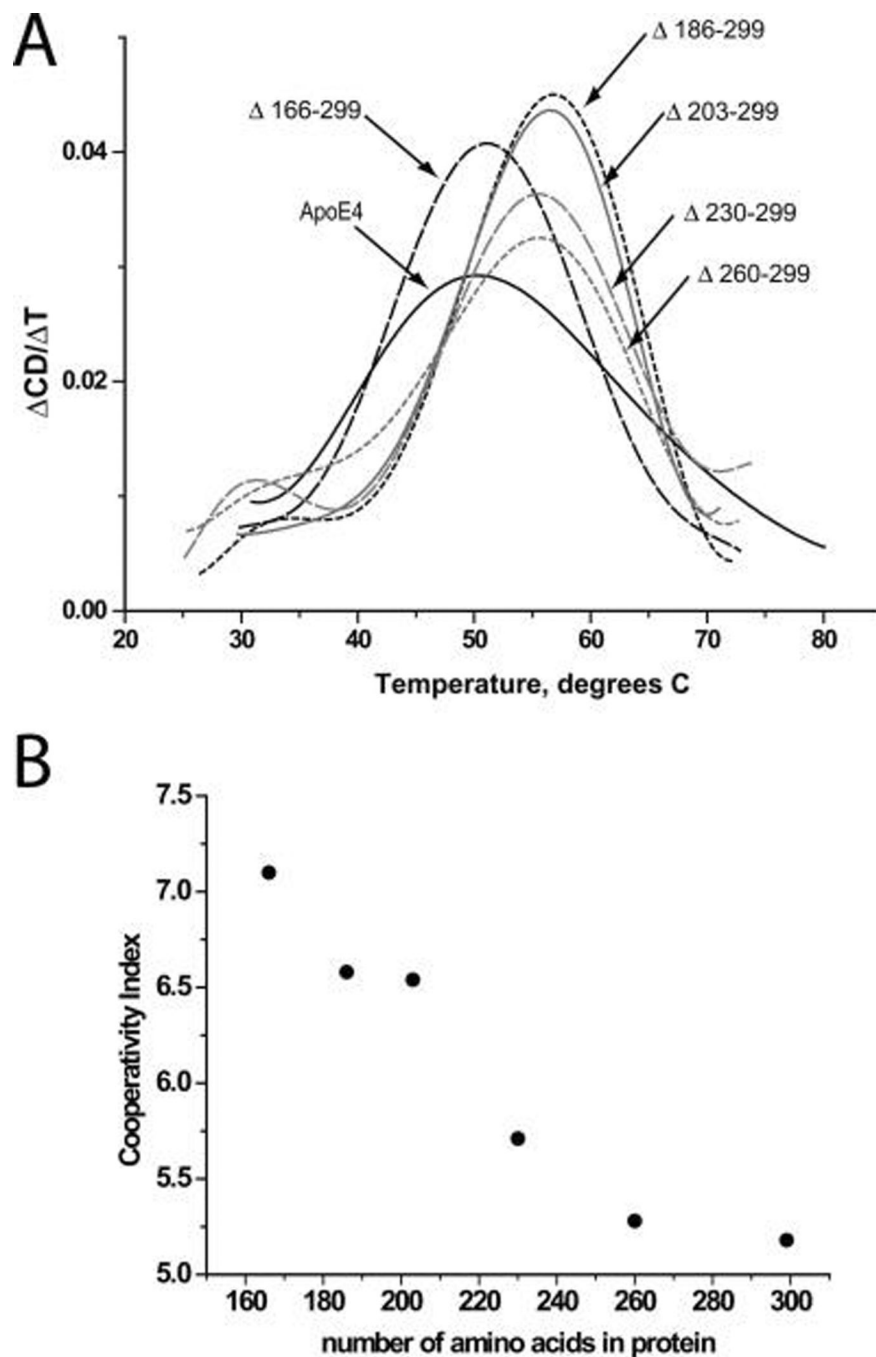 A
Δ 186-299
Δ 166-299
Δ 203-299
ApoE4
Δ 230-299
Δ 260-299
0.04
0.02
0.00
ΔCD/ΔT
20 30 40 50 60 70 80
Temperature, degrees C
B
7.5
7.0
6.5
6.0
5.5
5.0
Cooperativity Index
160 180 200 220 240 260 280 300
number of amino acids in protein